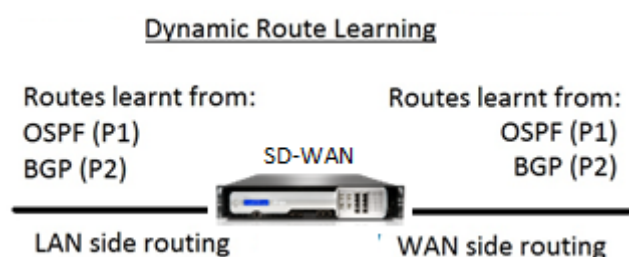 Dynamic Route Learning
Routes learnt from:
OSPF (P1)
BGP (P2)
Routes learnt from:
OSPF (P1)
BGP (P2)
SD-WAN
LAN side routing
WAN side routing